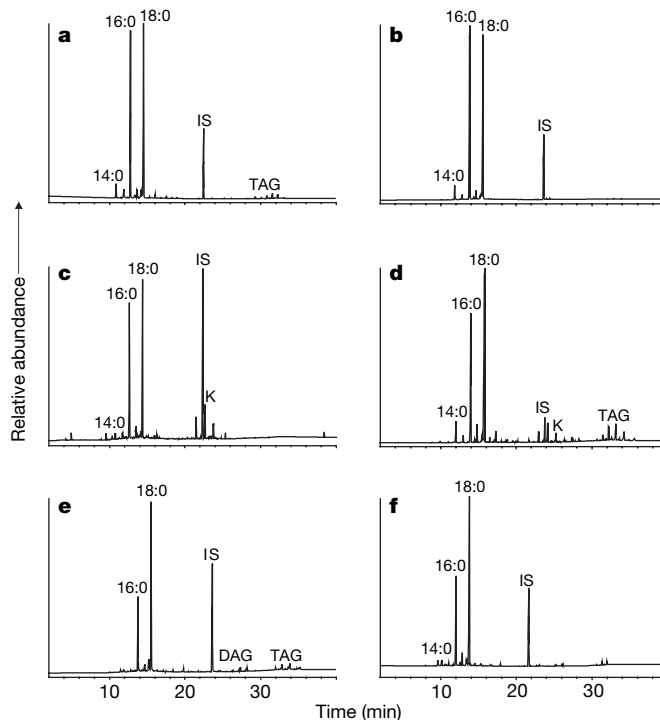 a 16:0 18:0 14:0 IS TAG
b 16:0 18:0 14:0 IS
c 16:0 18:0 14:0 IS K
d 16:0 18:0 14:0 IS K TAG
e 16:0 18:0 IS DAG TAG
f 16:0 18:0 14:0 IS
Relative abundance
10 20 30 10 20 30
Time (min)